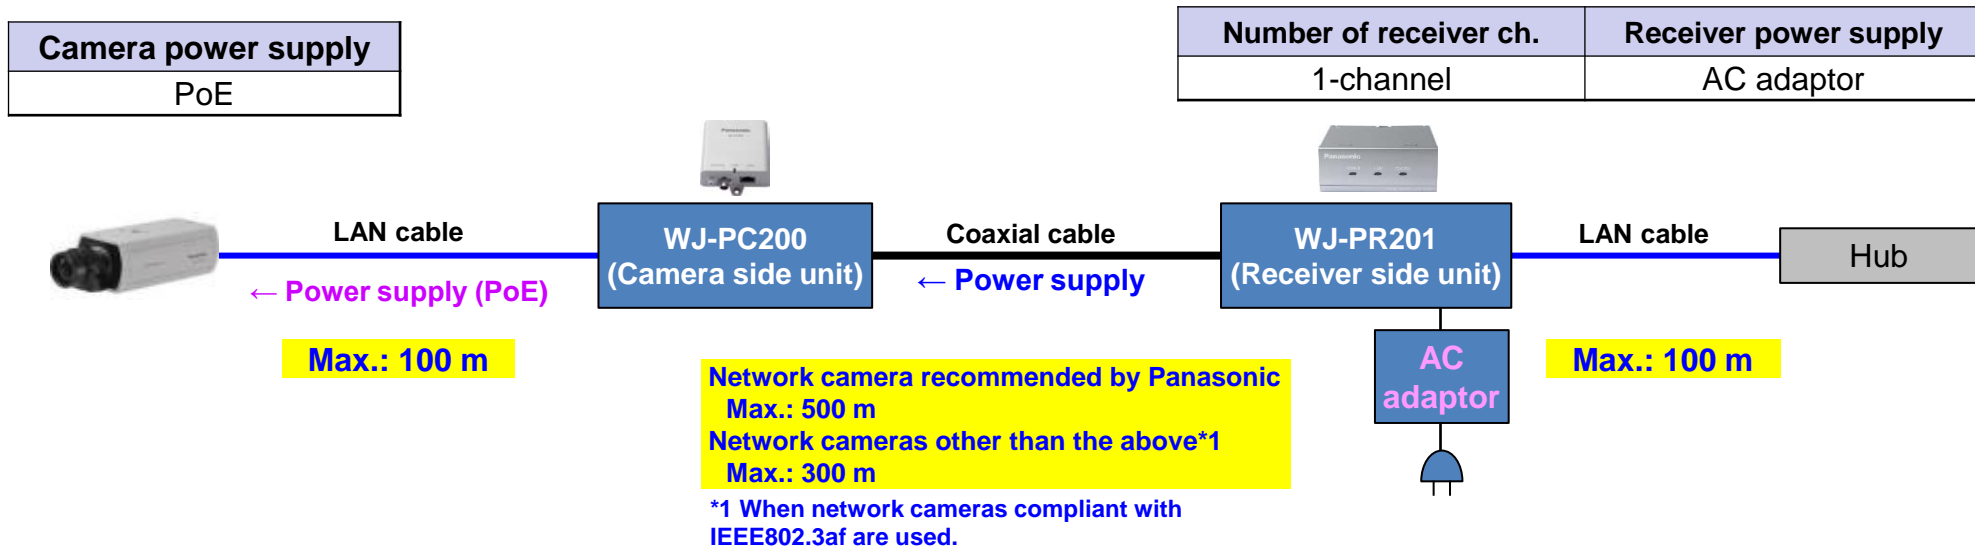 Camera power supply
PoE
Number of receiver ch. Receiver power supply
1-channel AC adaptor
Panasonic
Panasonic
LAN cable
WJ-PC200
(Camera side unit)
Coaxial cable
WJ-PR201
(Receiver side unit)
LAN cable
Hub
← Power supply (PoE)
← Power supply
Max.: 100 m
Network camera recommended by Panasonic
Max.: 500 m
Network cameras other than the above*1
Max.: 300 m
*1 When network cameras compliant with
IEEE802.3af are used.
AC
adaptor
Max.: 100 m